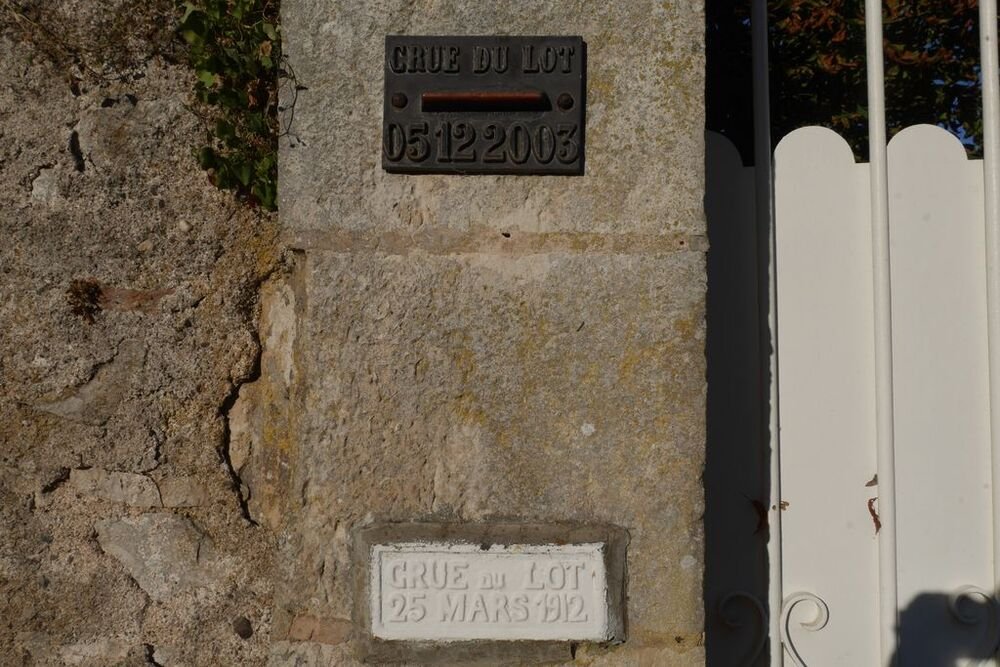 CRUE DU LOT
05 12 2003
CRUE DU LOT
25 MARS 1912